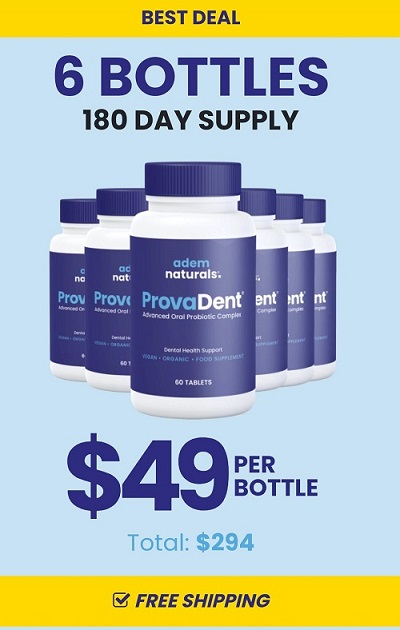 BEST DEAL
6 BOTTLES
180 DAY SUPPLY
adem
naturals
ProvaDent
Advanced Oral Probiotic Complex
Dental Health Support
VEGAN • ORGANIC • FOOD SUPPLEMENT
60 TABLETS
$49 PER
BOTTLE
Total: $294
FREE SHIPPING